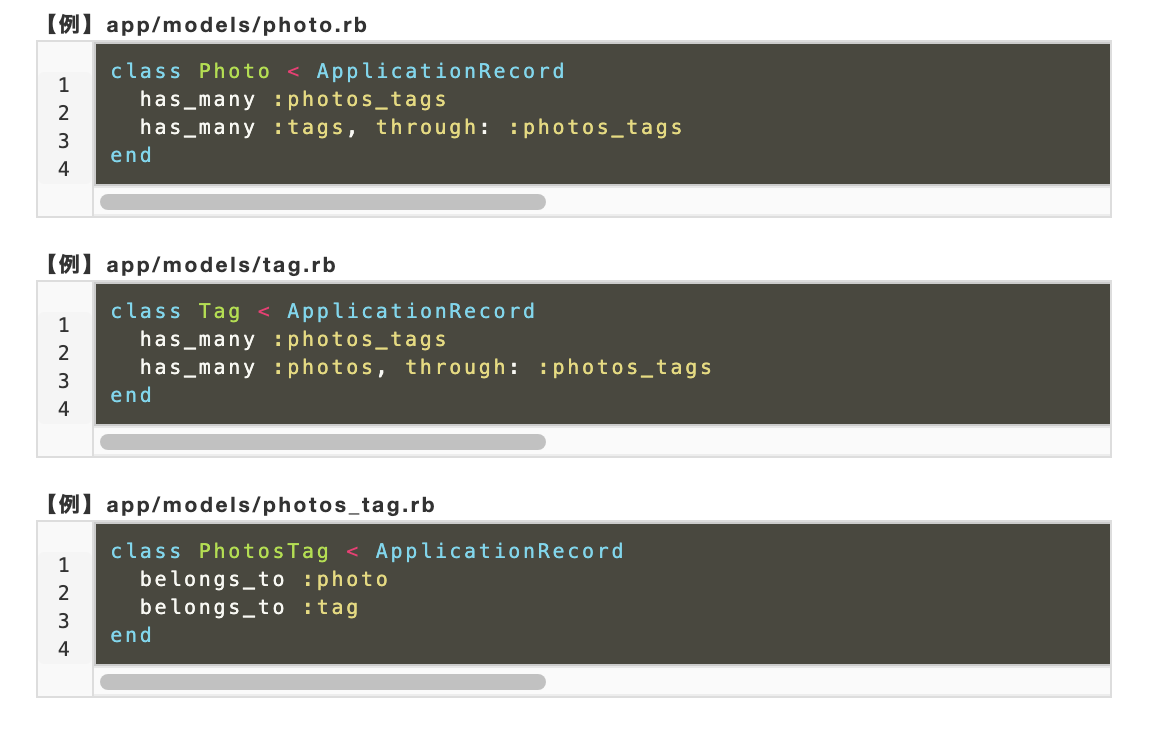 【例】app/models/photo.rb
1 class Photo < ApplicationRecord
2   has_many :photos_tags
3   has_many :tags, through: :photos_tags
4 end
【例】app/models/tag.rb
1 class Tag < ApplicationRecord
2   has_many :photos_tags
3   has_many :photos, through: :photos_tags
4 end
【例】app/models/photos_tag.rb
1 class PhotosTag < ApplicationRecord
2   belongs_to :photo
3   belongs_to :tag
4 end